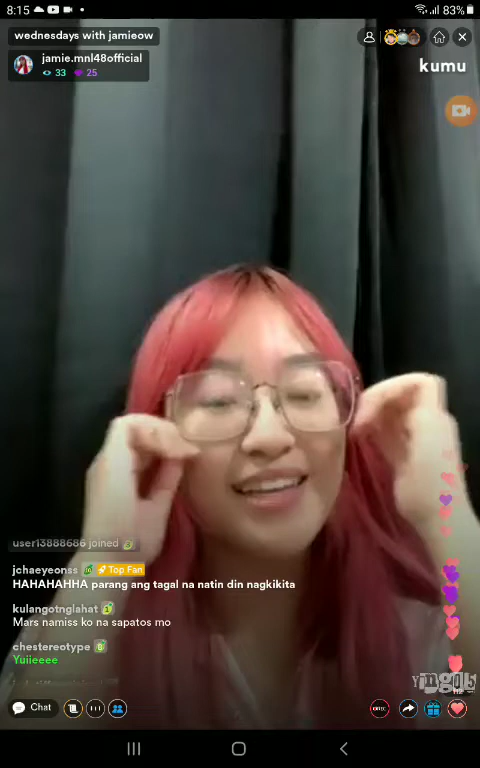 8:15
83%
wednesdays with jamieow
jamie.mnl48official
33 25
kumu
user13888686 joined
jchaeyeonss Top Fan
HAHAHAHHA parang ang tagal na natin din nagkikita
kulangotnglahat
Mars namiss ko na sapatos mo
chestereotype
Yuiieeee
Chat